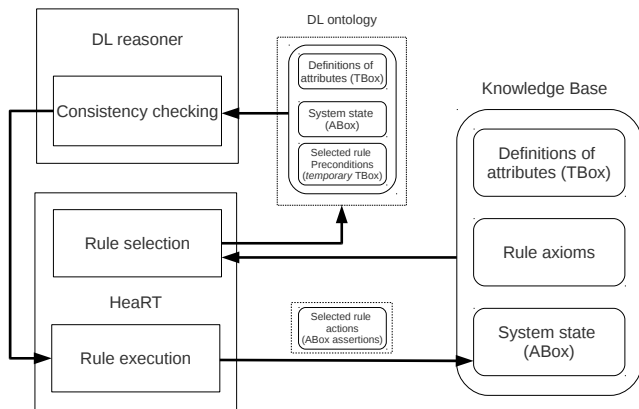 DL ontology
DL reasoner
Definitions of
attributes (TBox)
Consistency checking
System state
(ABox)
Selected rule
Preconditions
(temporary TBox)
Knowledge Base
Definitions of
attributes (TBox)
Rule selection
Rule axioms
HeaRT
Selected rule
actions
(ABox assertions)
Rule execution
System state
(ABox)